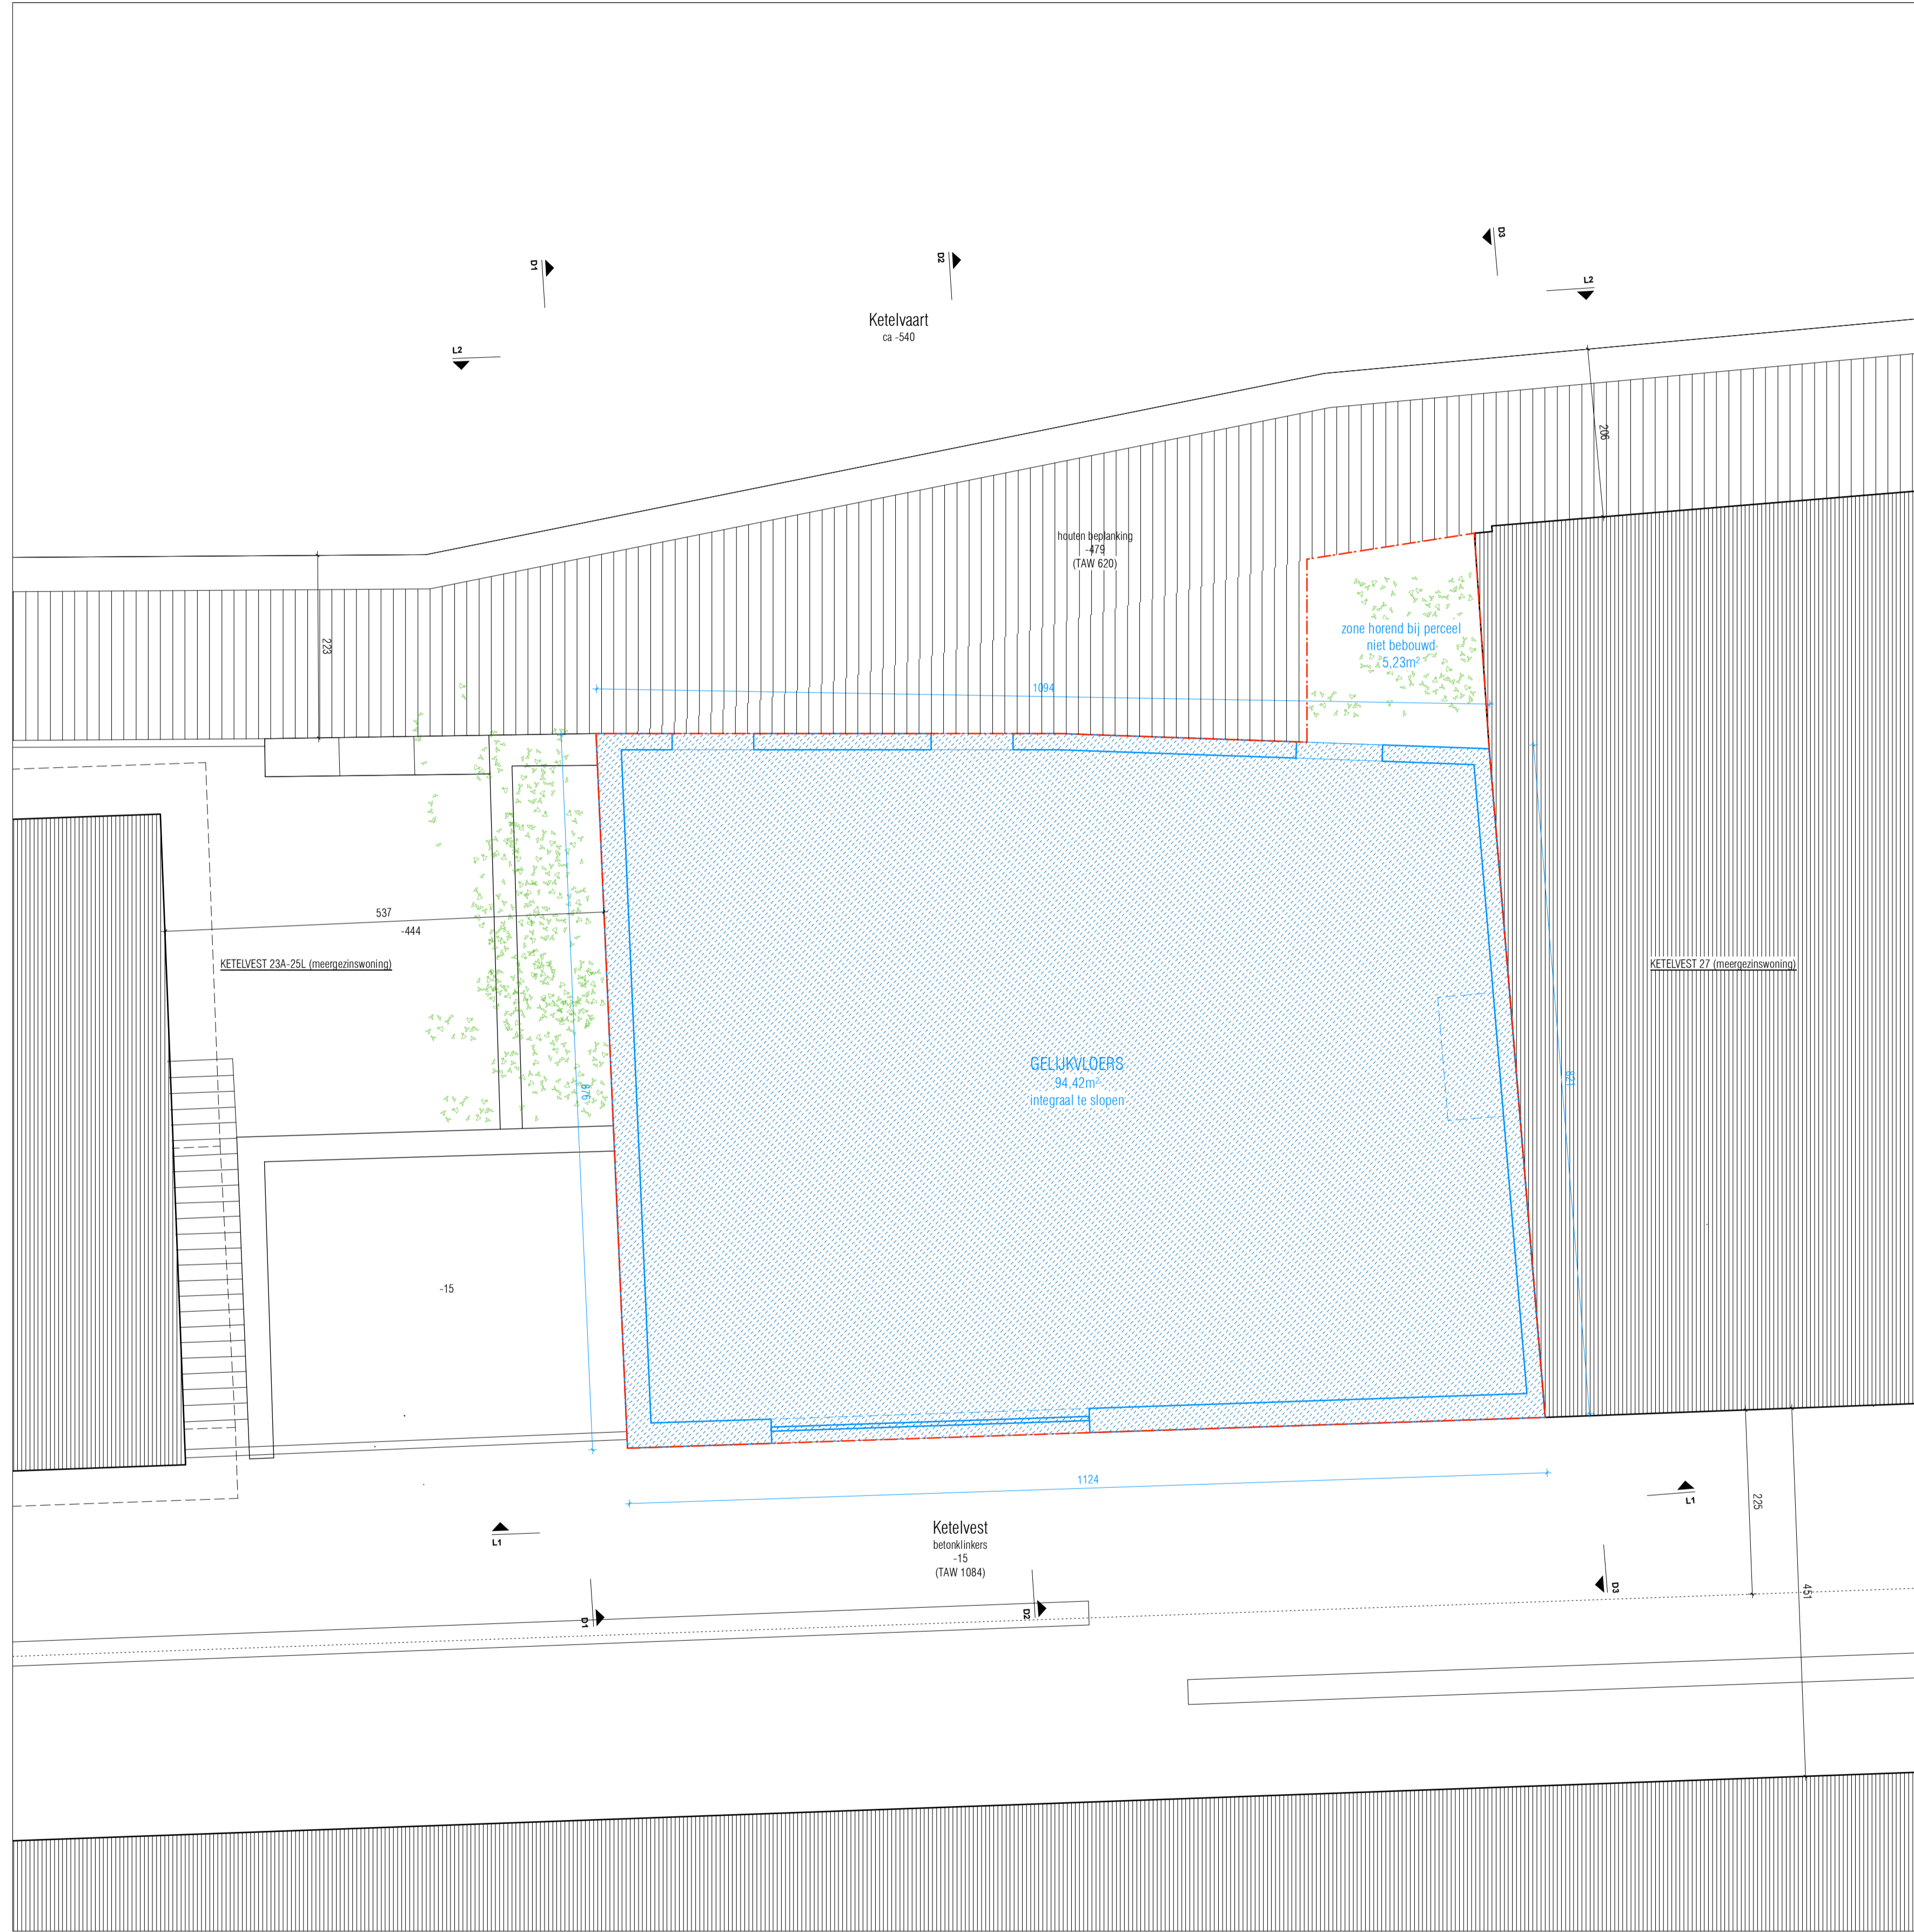 D3
D2
D1
L2
Ketelvaart
ca -540
L2
206
houten beplanking
-479
(TAW 620)
zone horend bij perceel
niet bebouwd
5,23m²
223
1094
537
-444
KETELVEST 23A-25L (meergezinswoning)
KETELVEST 27 (meergezinswoning)
GELIJKVLOERS
94,42m²
integraal te slopen
876
821
-15
1124
L1
225
Ketelvest
betonklinkers
-15
(TAW 1084)
L1
D3
451
D1
D2